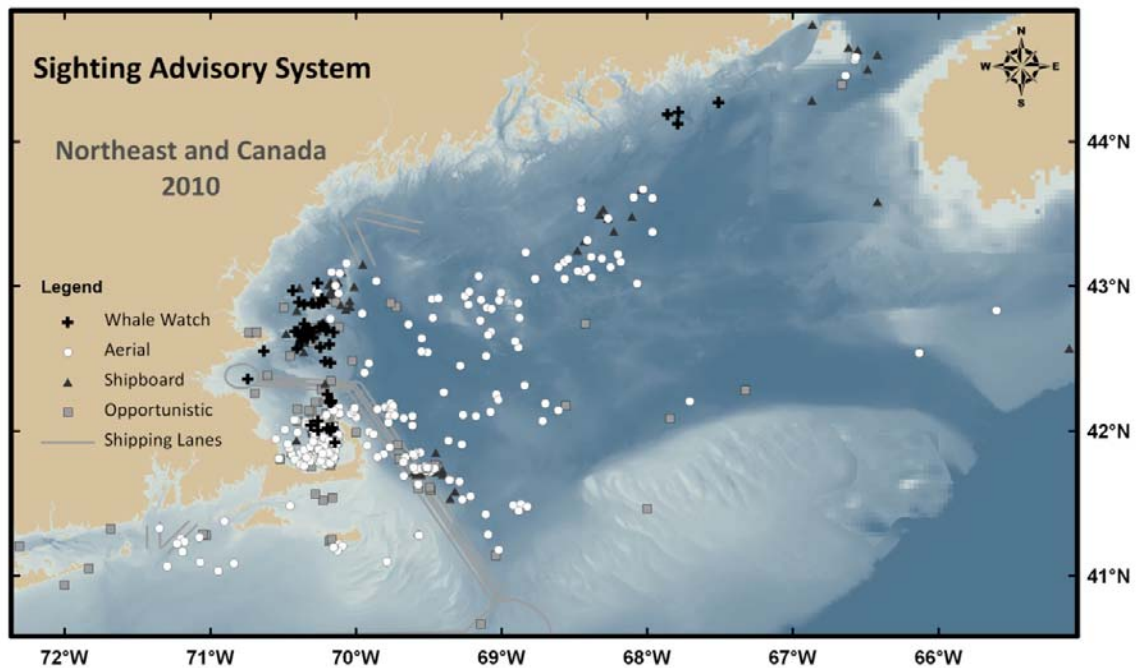 Sighting Advisory System
Northeast and Canada
2010
N
W E
S
Legend
Whale Watch
Aerial
Shipboard
Opportunistic
Shipping Lanes
44°N
43°N
42°N
41°N
72°W 71°W 70°W 69°W 68°W 67°W 66°W